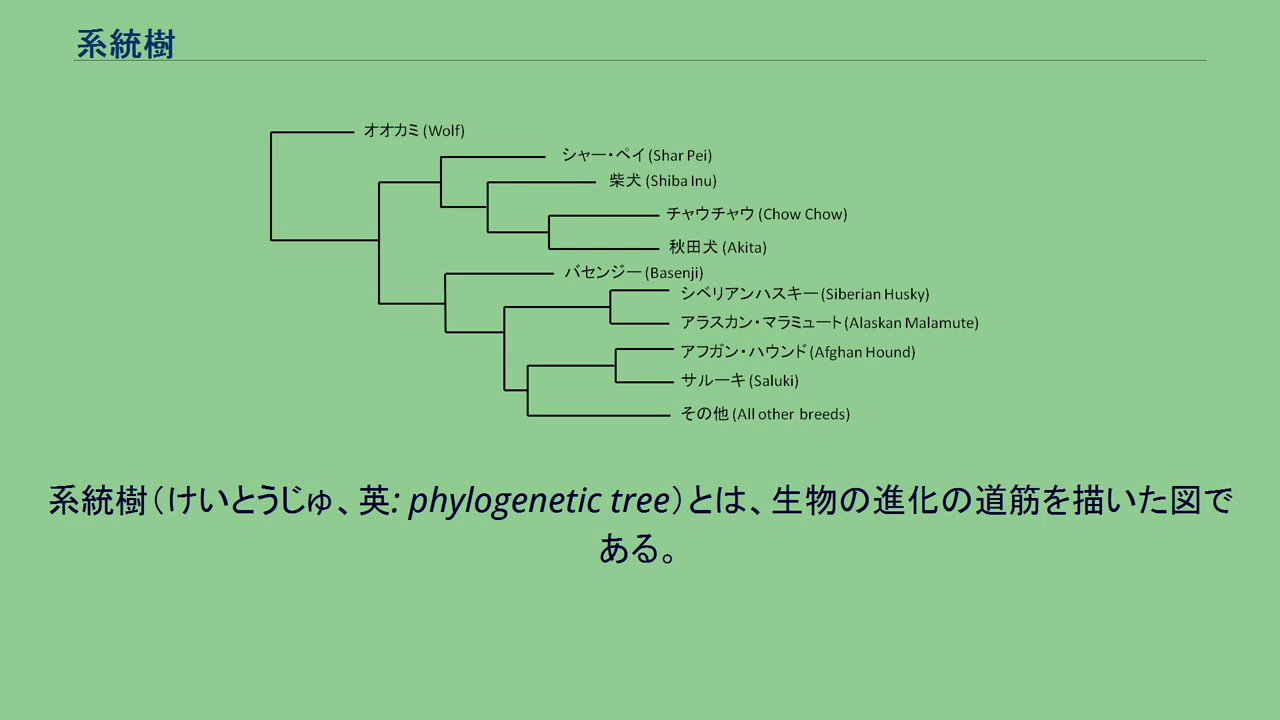 系統樹
オオカミ (Wolf)
シャー・ペイ (Shar Pei)
柴犬 (Shiba Inu)
チャウチャウ (Chow Chow)
秋田犬 (Akita)
バセンジー (Basenji)
シベリアンハスキー (Siberian Husky)
アラスカン・マラミュート (Alaskan Malamute)
アフガン・ハウンド (Afghan Hound)
サルーキ (Saluki)
その他 (All other breeds)
系統樹（けいとうじゅ、英: phylogenetic tree）とは、生物の進化の道筋を描いた図で
ある。